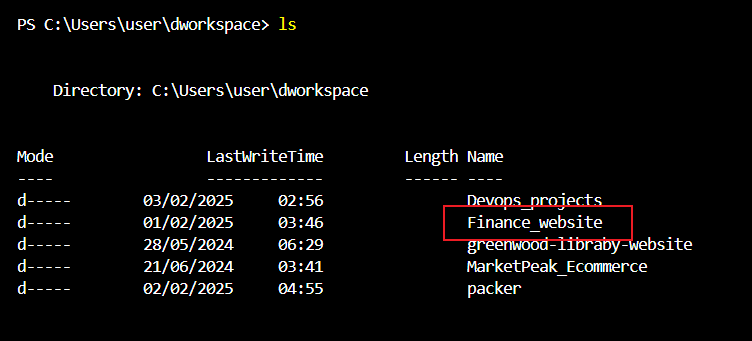 PS C:\Users\user\dworkspace> ls
Directory: C:\Users\user\dworkspace
Mode LastWriteTime Length Name
---- ------------- ------ ----
d----- 03/02/2025 02:56 Devops_projects
d----- 01/02/2025 03:46 Finance_website
d----- 28/05/2024 06:29 greenwood-libraby-website
d----- 21/06/2024 03:41 MarketPeak_Ecommerce
d----- 02/02/2025 04:55 packer